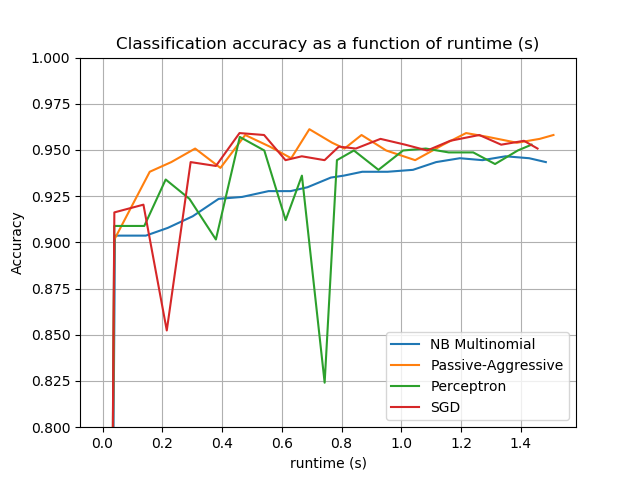 Classification accuracy as a function of runtime (s)
1.000
0.975
0.950
0.925
0.900
0.875
0.850
0.825
0.800
Accuracy
NB Multinomial
Passive-Aggressive
Perceptron
SGD
0.0 0.2 0.4 0.6 0.8 1.0 1.2 1.4
runtime (s)